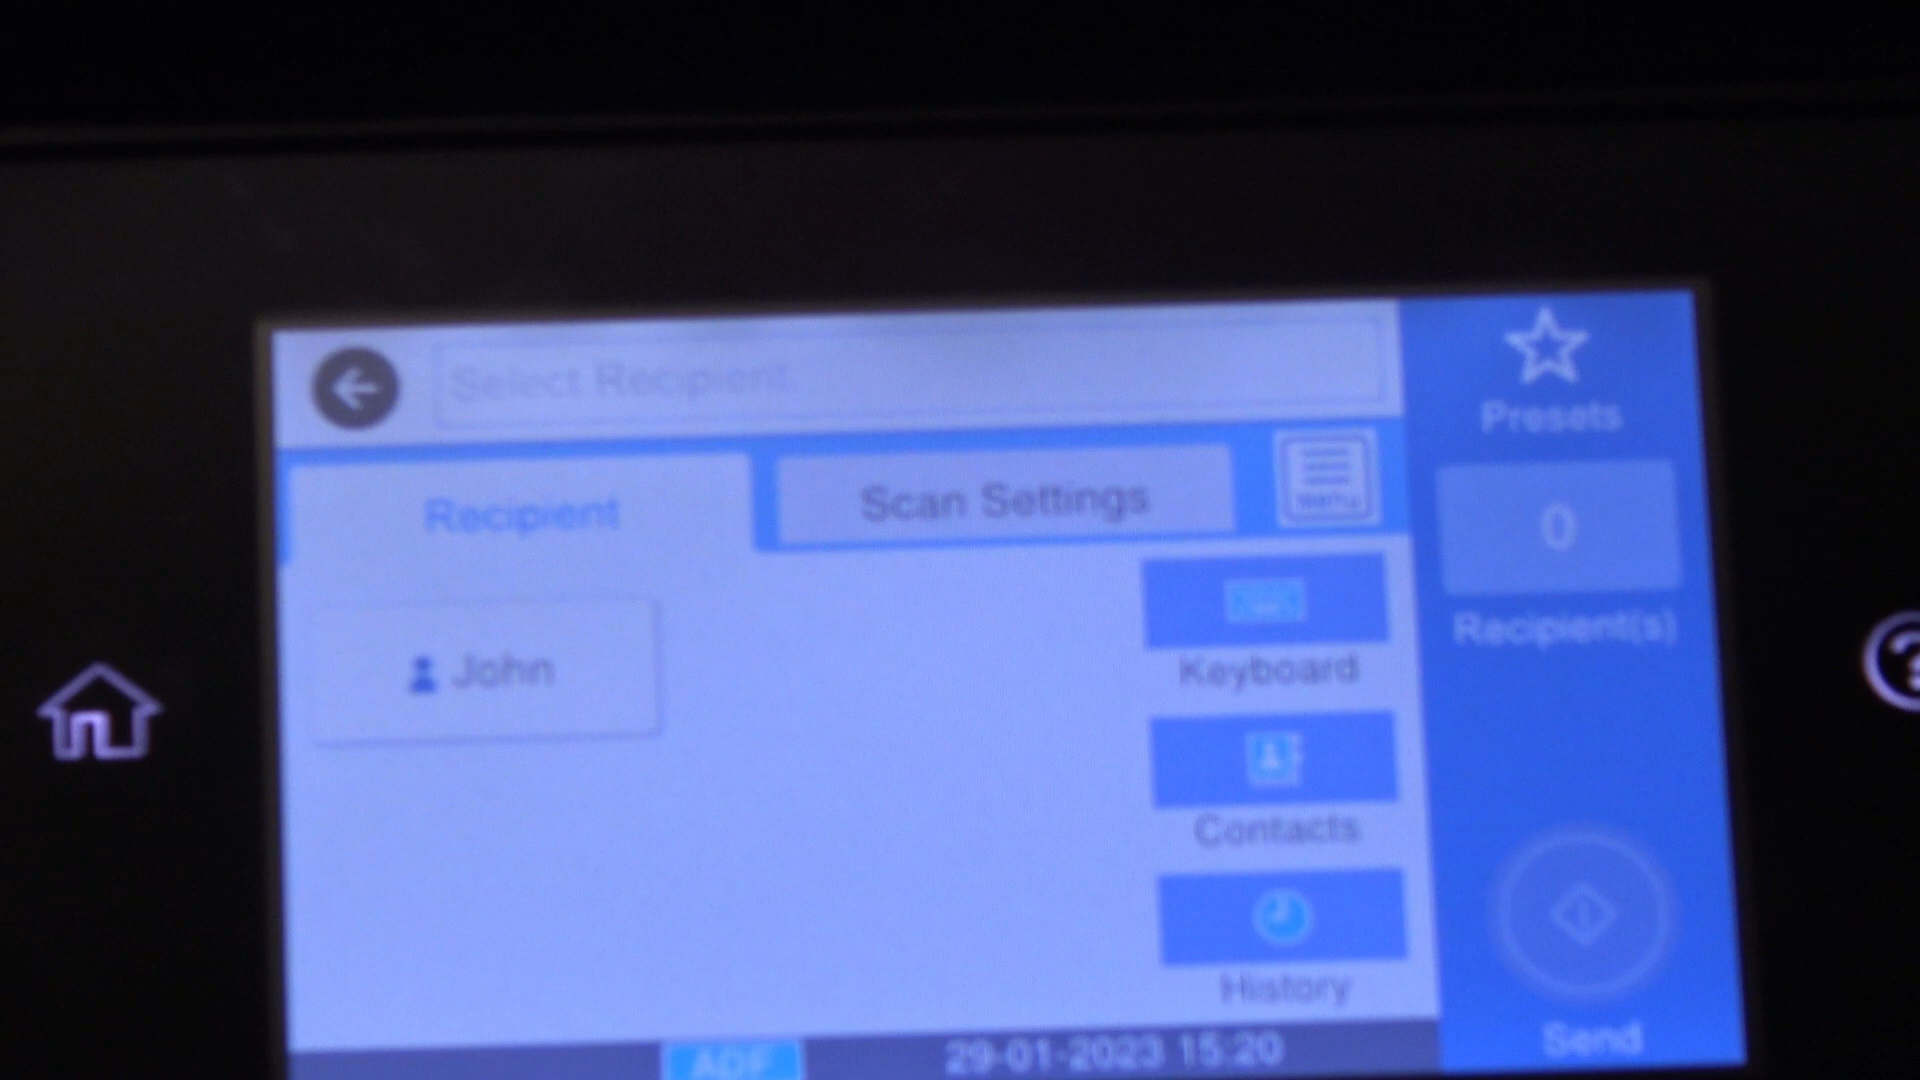 Select Recipient
Presets
Recipient
Scan Settings
Menu
0
Recipient(s)
John
Keyboard
Contacts
History
Send
ADF
29-01-2023 15:20